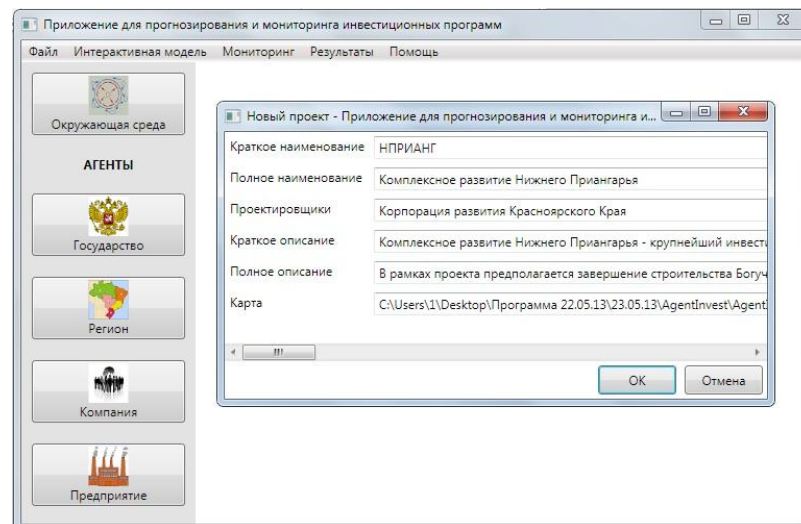 Приложение для прогнозирования и мониторинга инвестиционных программ
Файл Интерактивная модель Мониторинг Результаты Помощь
Окружающая среда
АГЕНТЫ
Государство
Регион
Компания
Предприятие
Новый проект - Приложение для прогнозирования и мониторинга и...
Краткое наименование НПРИАНГ
Полное наименование Комплексное развитие Нижнего Приангарья
Проектировщики Корпорация развития Красноярского Края
Краткое описание Комплексное развитие Нижнего Приангарья - крупнейший инвести
Полное описание В рамках проекта предполагается завершение строительства Богуч
Карта C:\Users\1\Desktop\Программа 22.05.13\23.05.13\AgentInvest\AgentI
OK Отмена